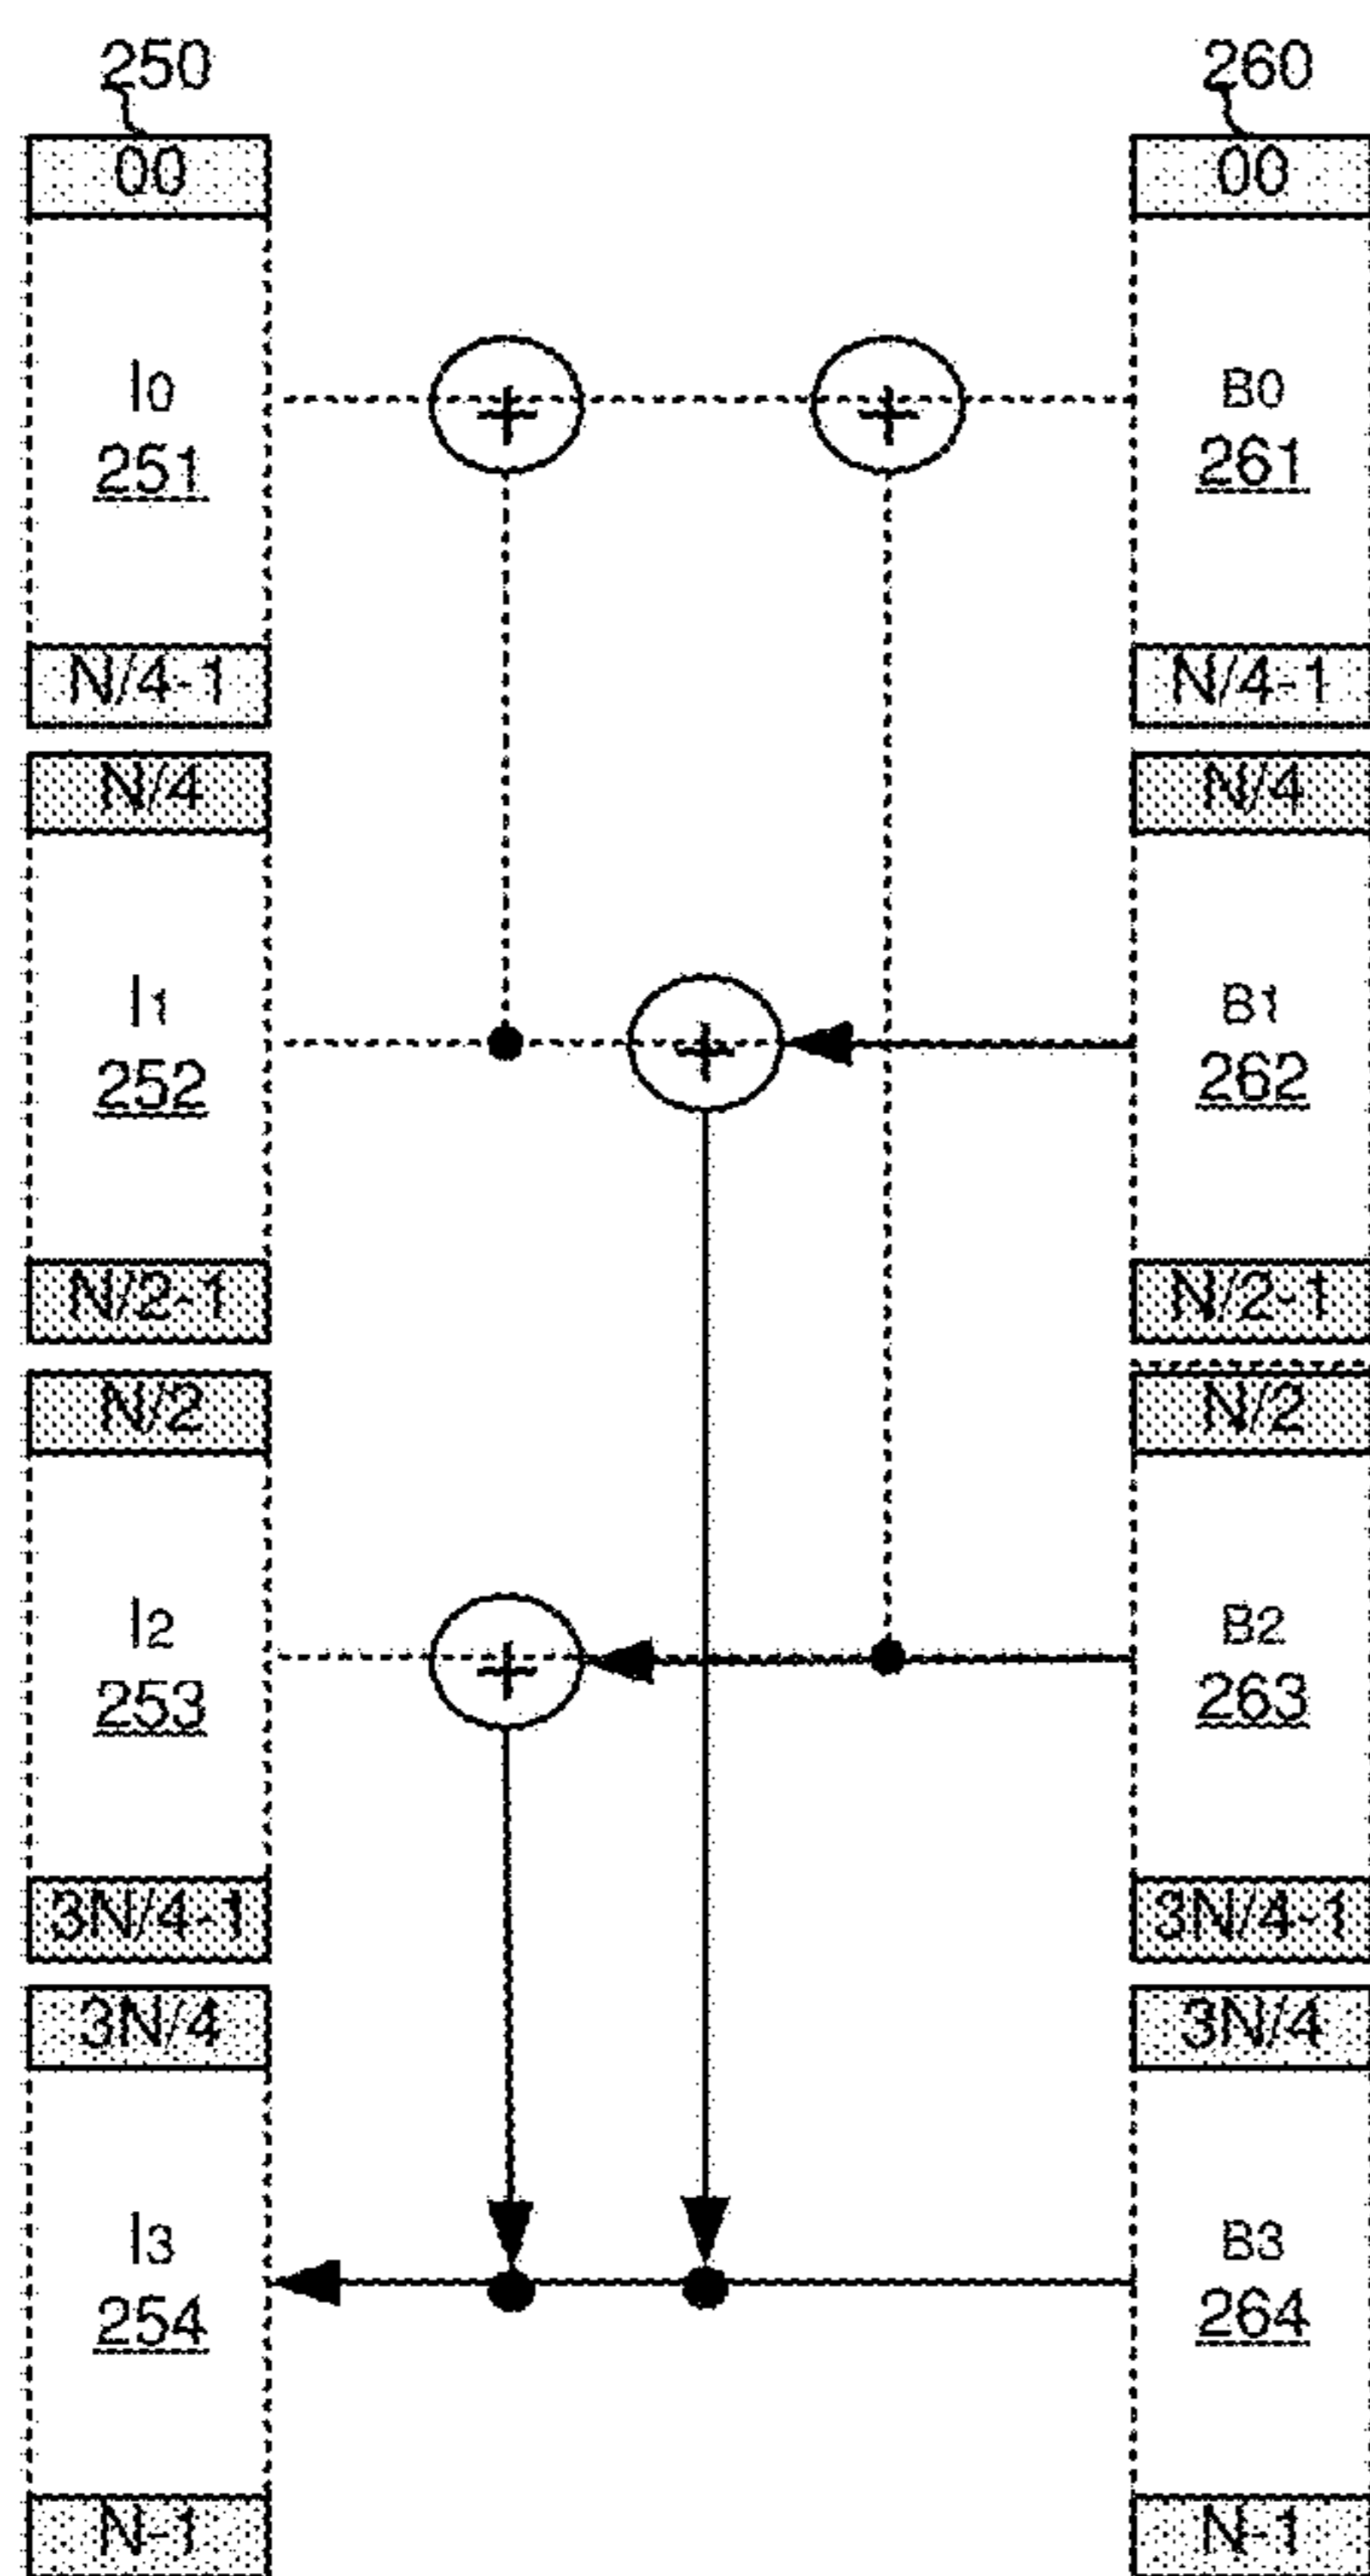 250
260
00
00
I0
251
+
+
B0
261
N/4-1
N/4-1
N/4
N/4
I1
252
+
B1
262
N/2-1
N/2-1
N/2
N/2
I2
253
+
B2
263
3N/4-1
3N/4-1
3N/4
3N/4
I3
254
B3
264
N-1
N-1